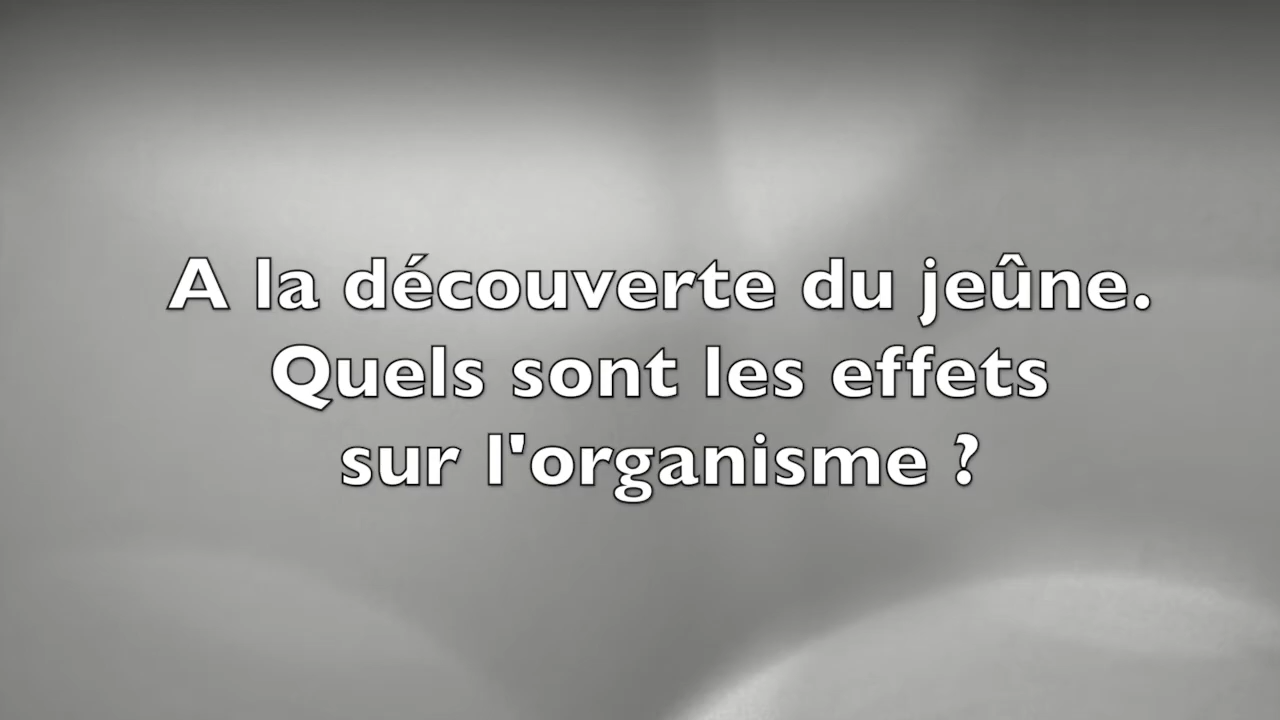 A la découverte du jeûne.
Quels sont les effets
sur l'organisme ?